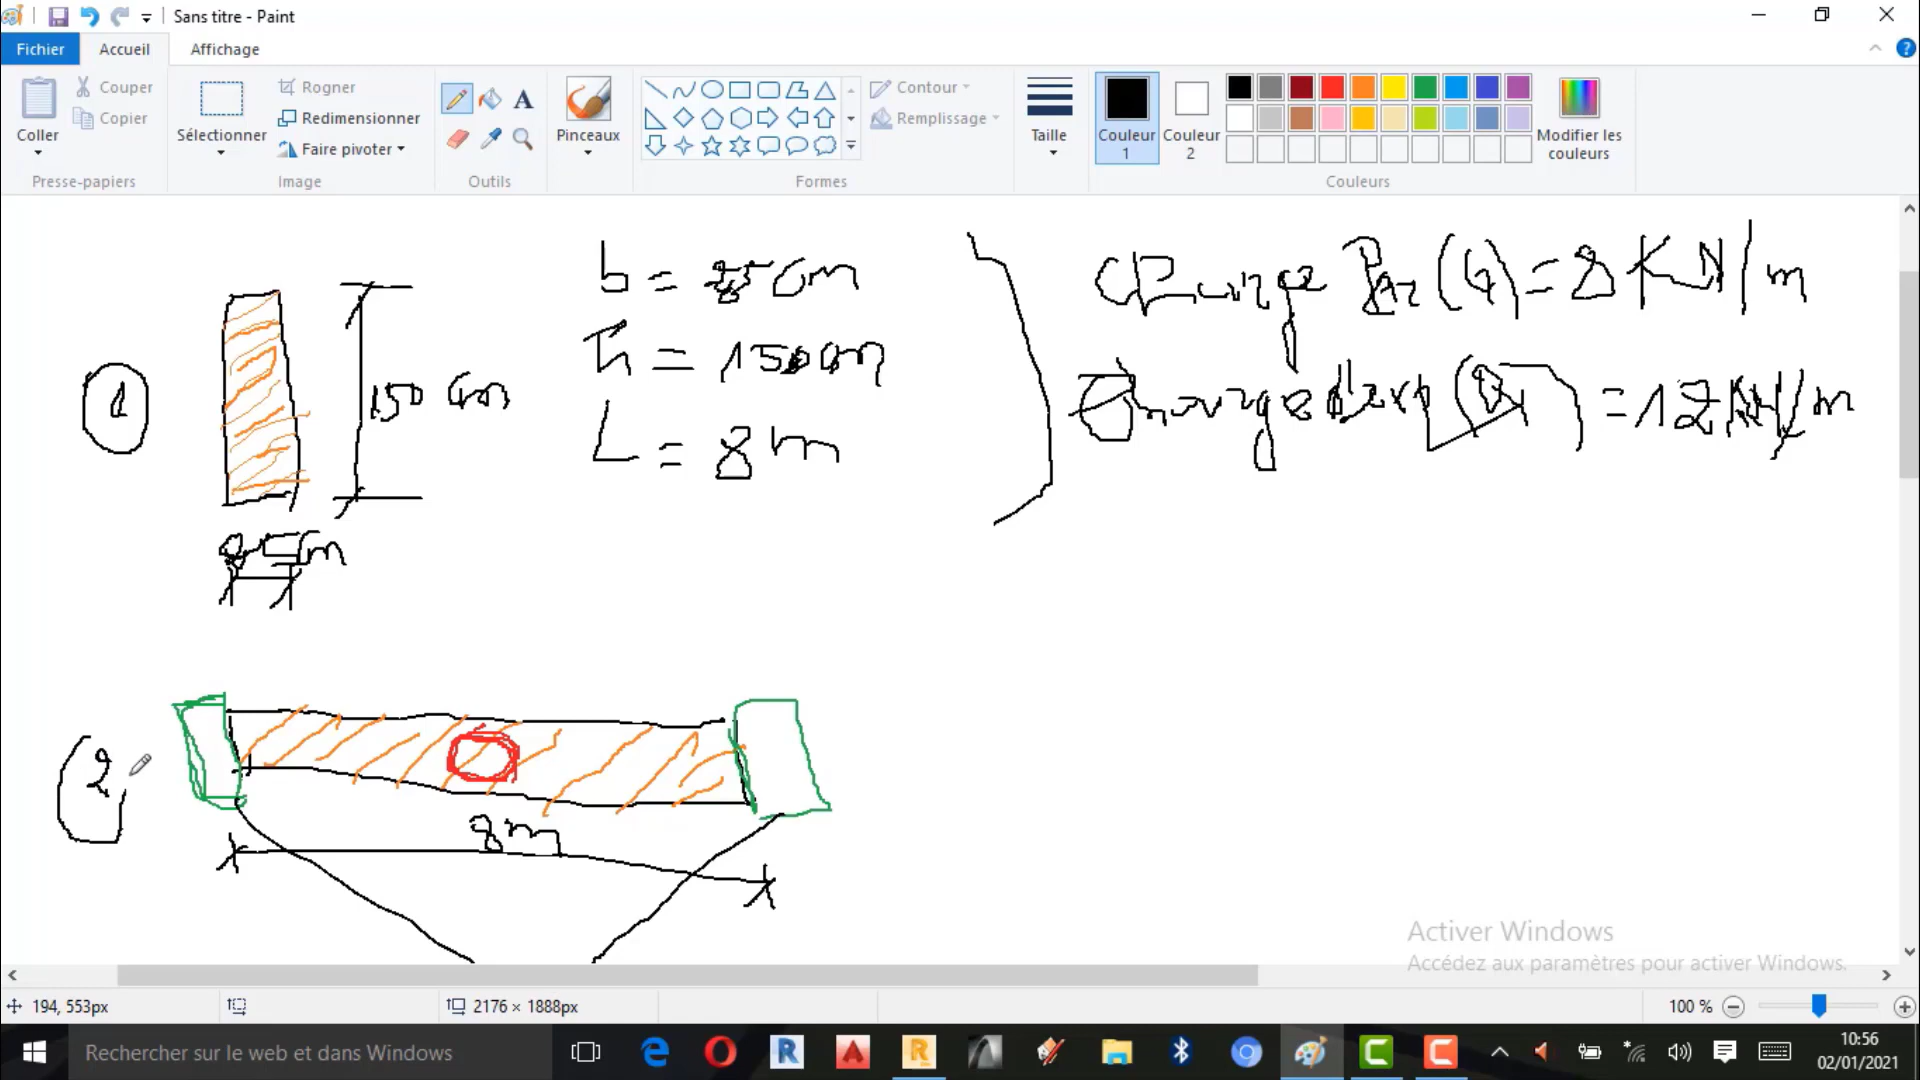 Sans titre - Paint
Fichier Accueil Affichage
Coller
Couper
Copier
Presse-papiers
Sélectionner
Rogner
Redimensionner
Faire pivoter
Image
A
Outils
Pinceaux
Formes
Contour
Remplissage
Taille
Couleur 1
Couleur 2
Modifier les couleurs
Couleurs
1
150 cm
b = cm
h = 150 cm
L = 8 m
(G) = 8 KN/m
= 12 KN/m
2
8m
Activer Windows
Accédez aux paramètres pour activer Windows.
194, 553px
2176 × 1888px
100 %
Rechercher sur le web et dans Windows
10:56
02/01/2021